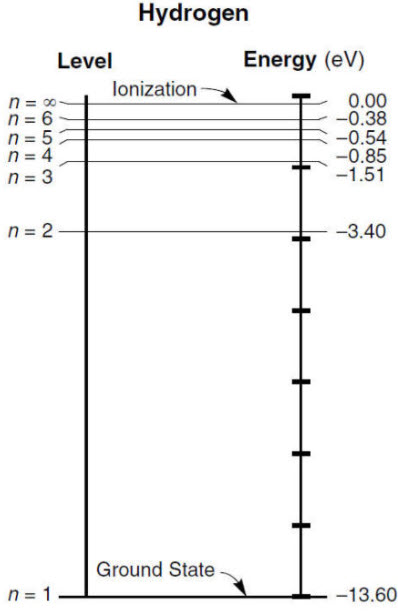 Hydrogen
Level Energy (eV)
Ionization
n = ∞ 0.00
n = 6 −0.38
n = 5 −0.54
n = 4 −0.85
n = 3 −1.51
n = 2 −3.40
Ground State
n = 1 −13.60